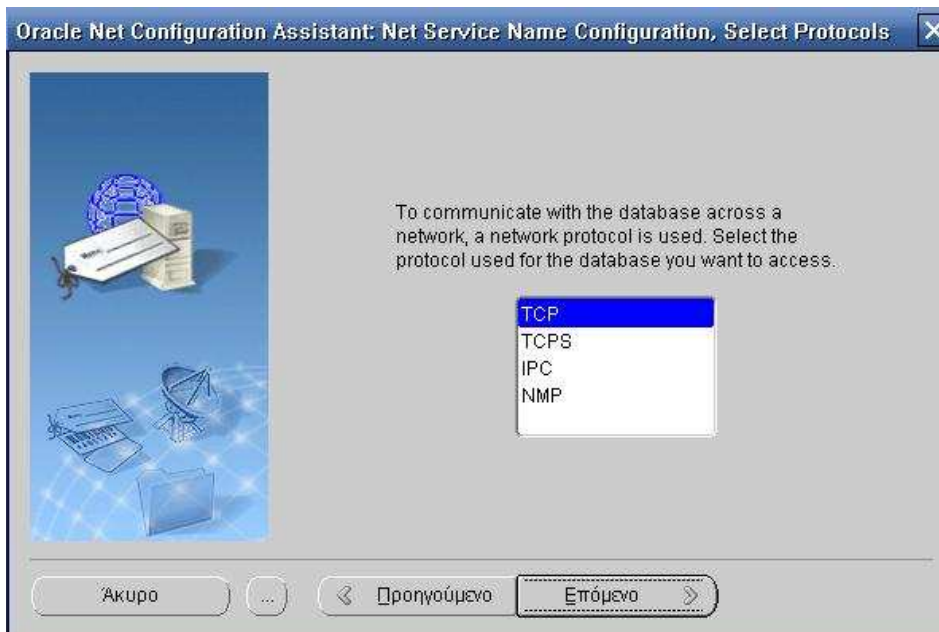 Oracle Net Configuration Assistant: Net Service Name Configuration, Select Protocols
To communicate with the database across a
network, a network protocol is used. Select the
protocol used for the database you want to access.
TCP
TCPS
IPC
NMP
Άκυρο
...
Προηγούμενο
Επόμενο